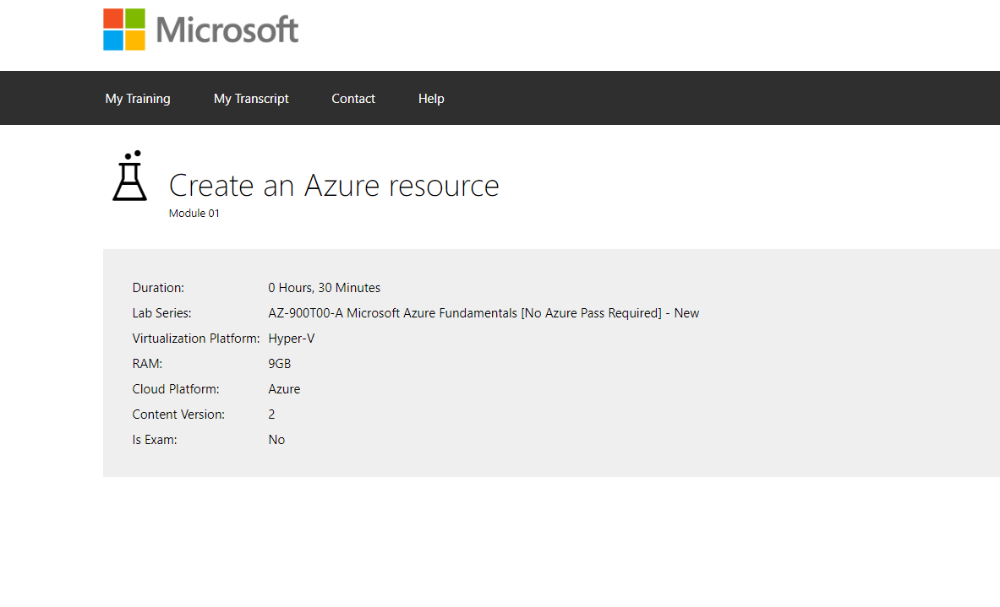 Microsoft
My Training My Transcript Contact Help
Create an Azure resource
Module 01
Duration: 0 Hours, 30 Minutes
Lab Series: AZ-900T00-A Microsoft Azure Fundamentals [No Azure Pass Required] - New
Virtualization Platform: Hyper-V
RAM: 9GB
Cloud Platform: Azure
Content Version: 2
Is Exam: No